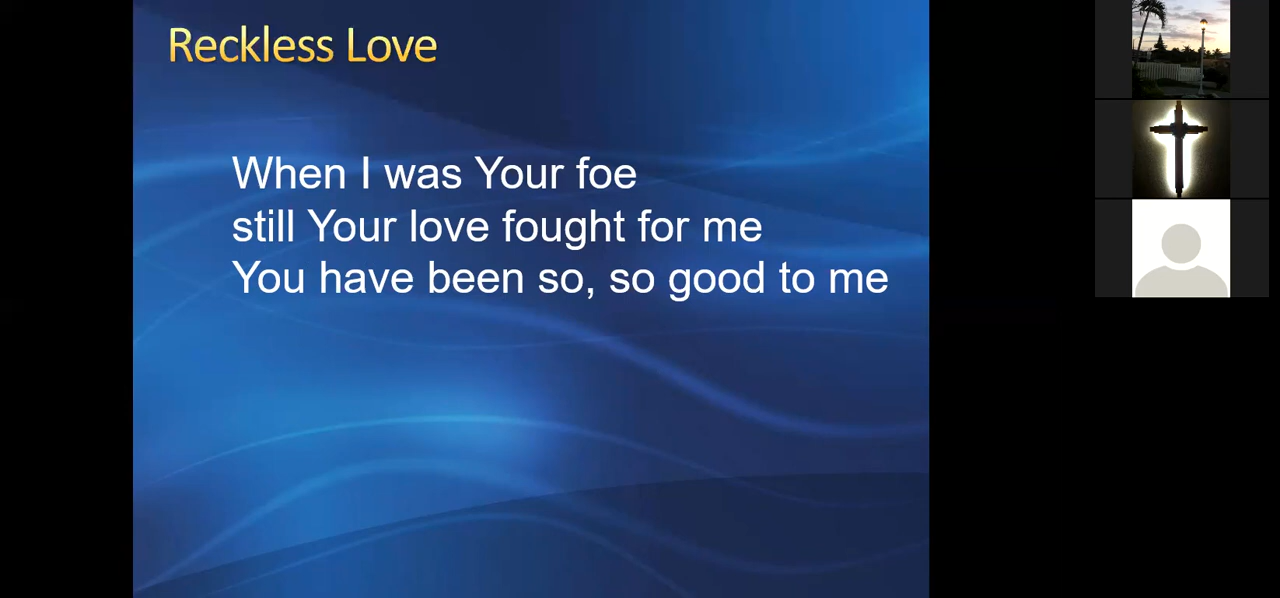 Reckless Love
When I was Your foe
still Your love fought for me
You have been so, so good to me